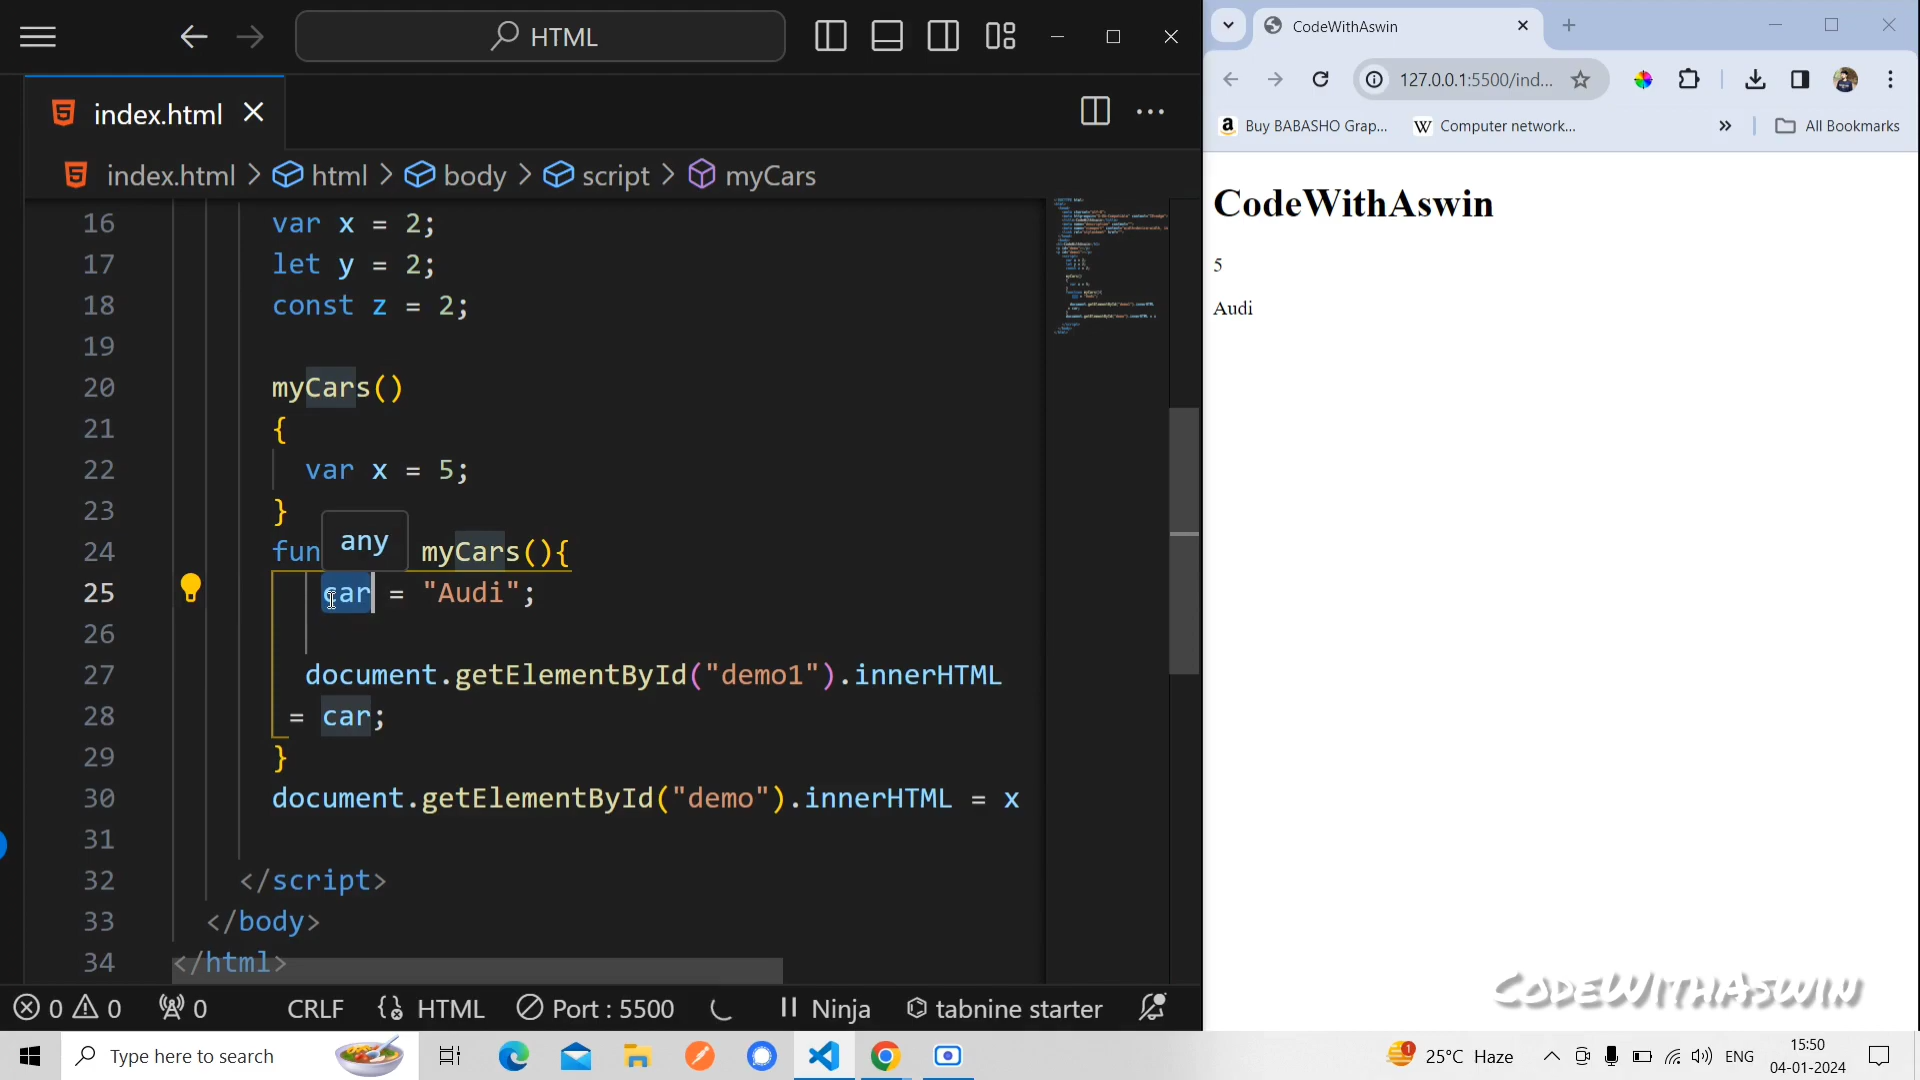 HTML
index.html
index.html > html > body > script > myCars
16 var x = 2;
17 let y = 2;
18 const z = 2;
19
20 myCars()
21 {
22 var x = 5;
23 }
any
24 fun myCars(){
25 car = "Audi";
26
27 document.getElementById("demo1").innerHTML
28 = car;
29 }
30 document.getElementById("demo").innerHTML = x
31
32 </script>
33 </body>
34 </html>
0 0 0 CRLF HTML Port : 5500 Ninja tabnine starter
CodeWithAswin
127.0.0.1:5500/ind...
Buy BABASHO Grap... Computer network... » All Bookmarks
CodeWithAswin
5
Audi
CodeWithAswin
Type here to search
25°C Haze ENG 15:50
04-01-2024